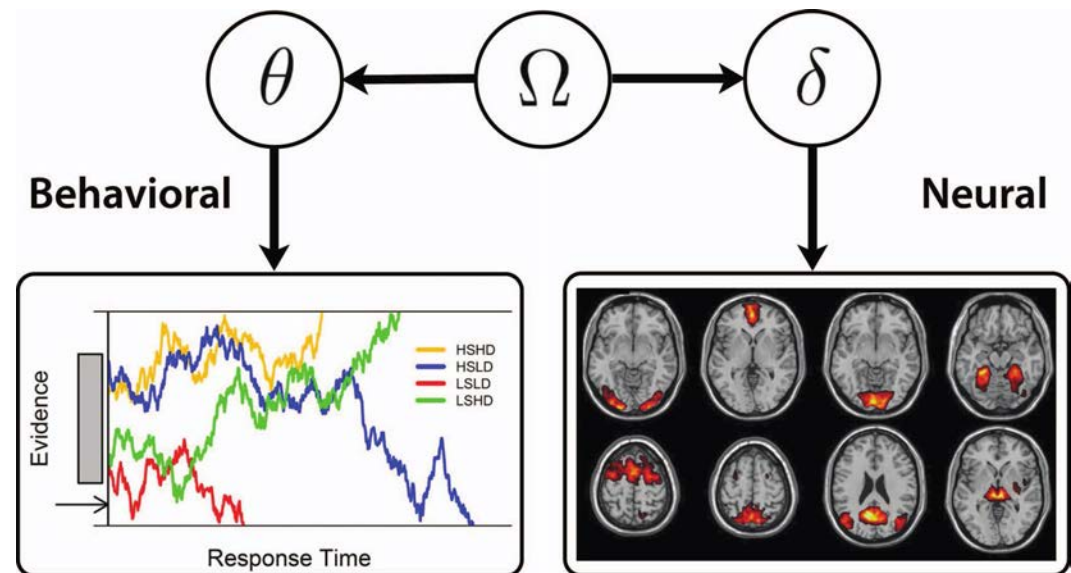 θ
Ω
δ
Behavioral
Neural
HSHD
HSLD
LSLD
LSHD
Evidence
Response Time